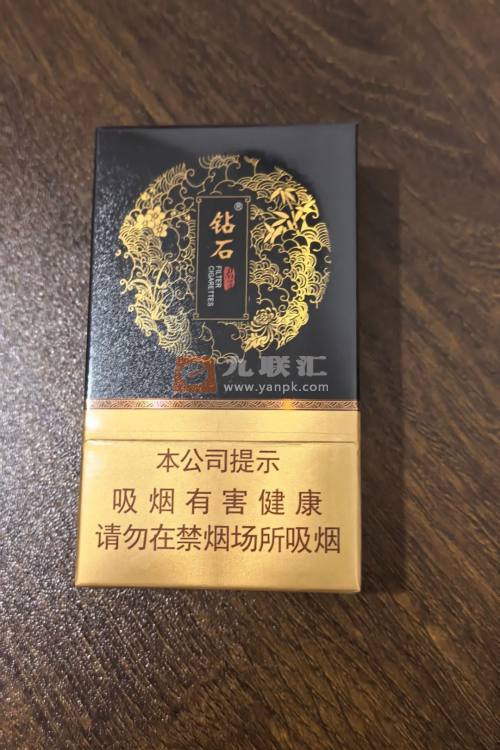 钻石®
FILTER
CIGARETTES
九联汇
www.yanpk.com
本公司提示
吸烟有害健康
请勿在禁烟场所吸烟